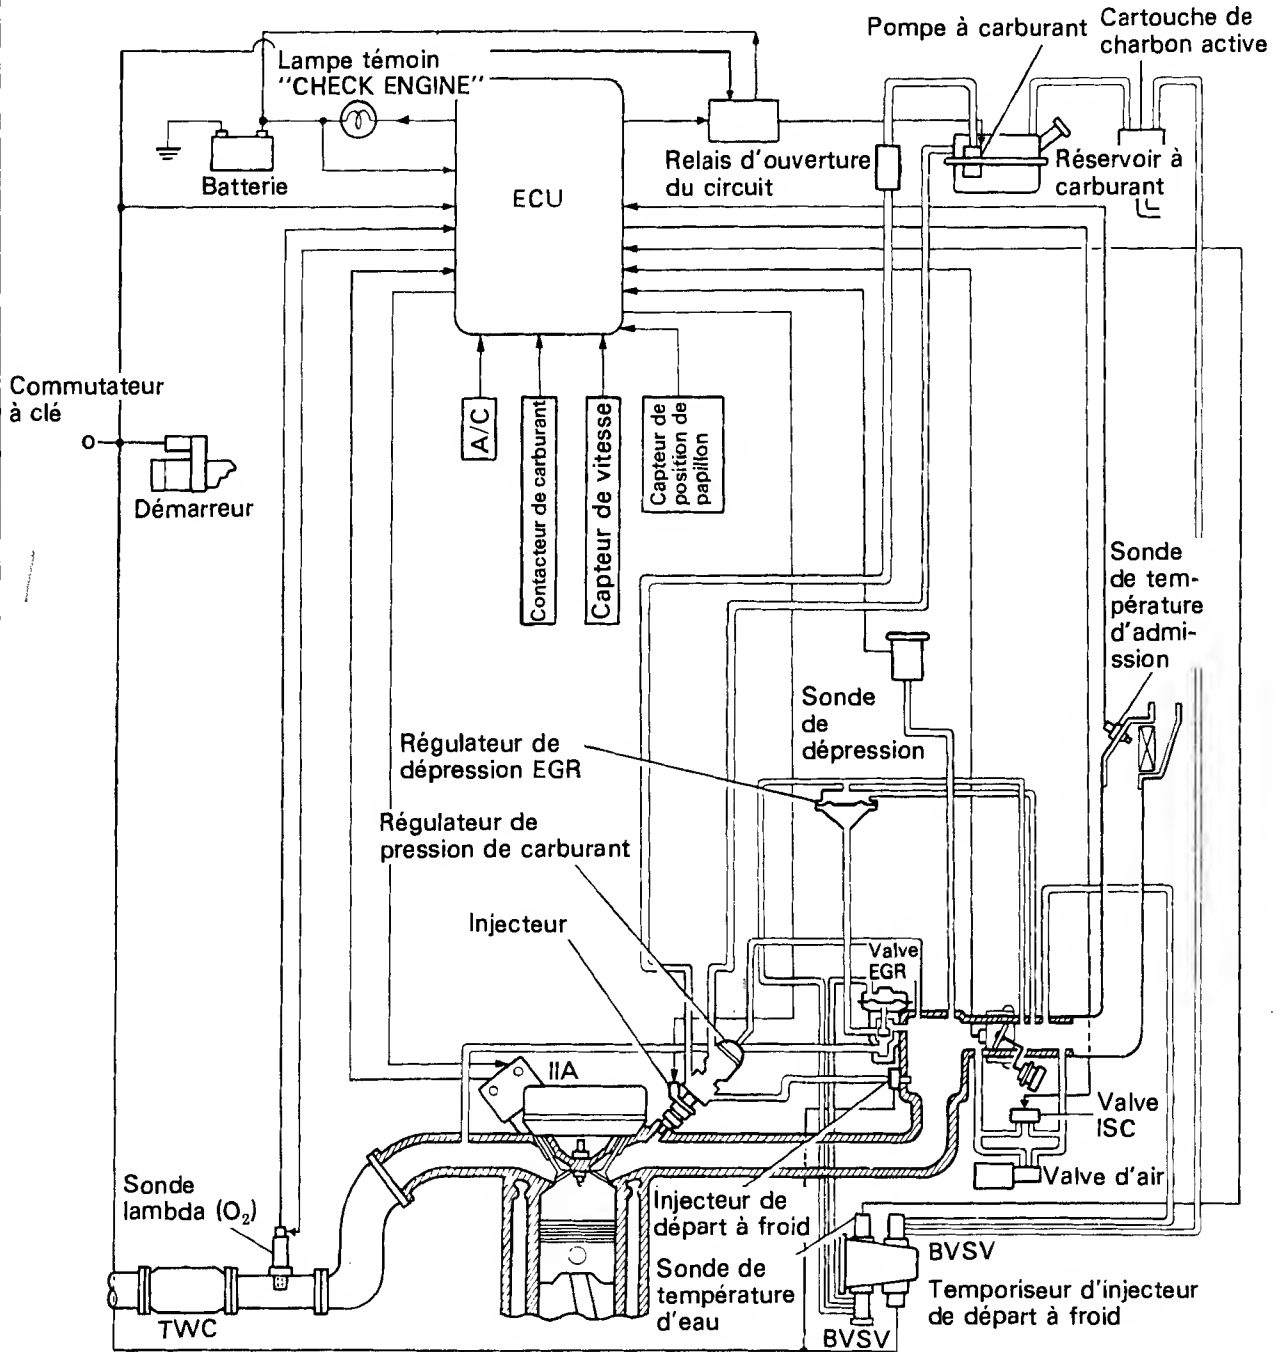 Pompe à carburant
Cartouche de
charbon active
Lampe témoin
"CHECK ENGINE"
Batterie
ECU
Relais d'ouverture
du circuit
Réservoir à
carburant
Commutateur
à clé
Démarreur
A/C
Contacteur de carburant
Capteur de vitesse
Capteur de
position de
papillon
Sonde
de tem-
pérature
d'admi-
ssion
Sonde
de
dépression
Régulateur de
dépression EGR
Régulateur de
pression de carburant
Injecteur
Valve
EGR
IIA
Valve
ISC
Valve d'air
Sonde
lambda (O₂)
TWC
Injecteur de
départ à froid
Sonde de
température
d'eau
BVSV
Temporiseur d'injecteur
de départ à froid
BVSV